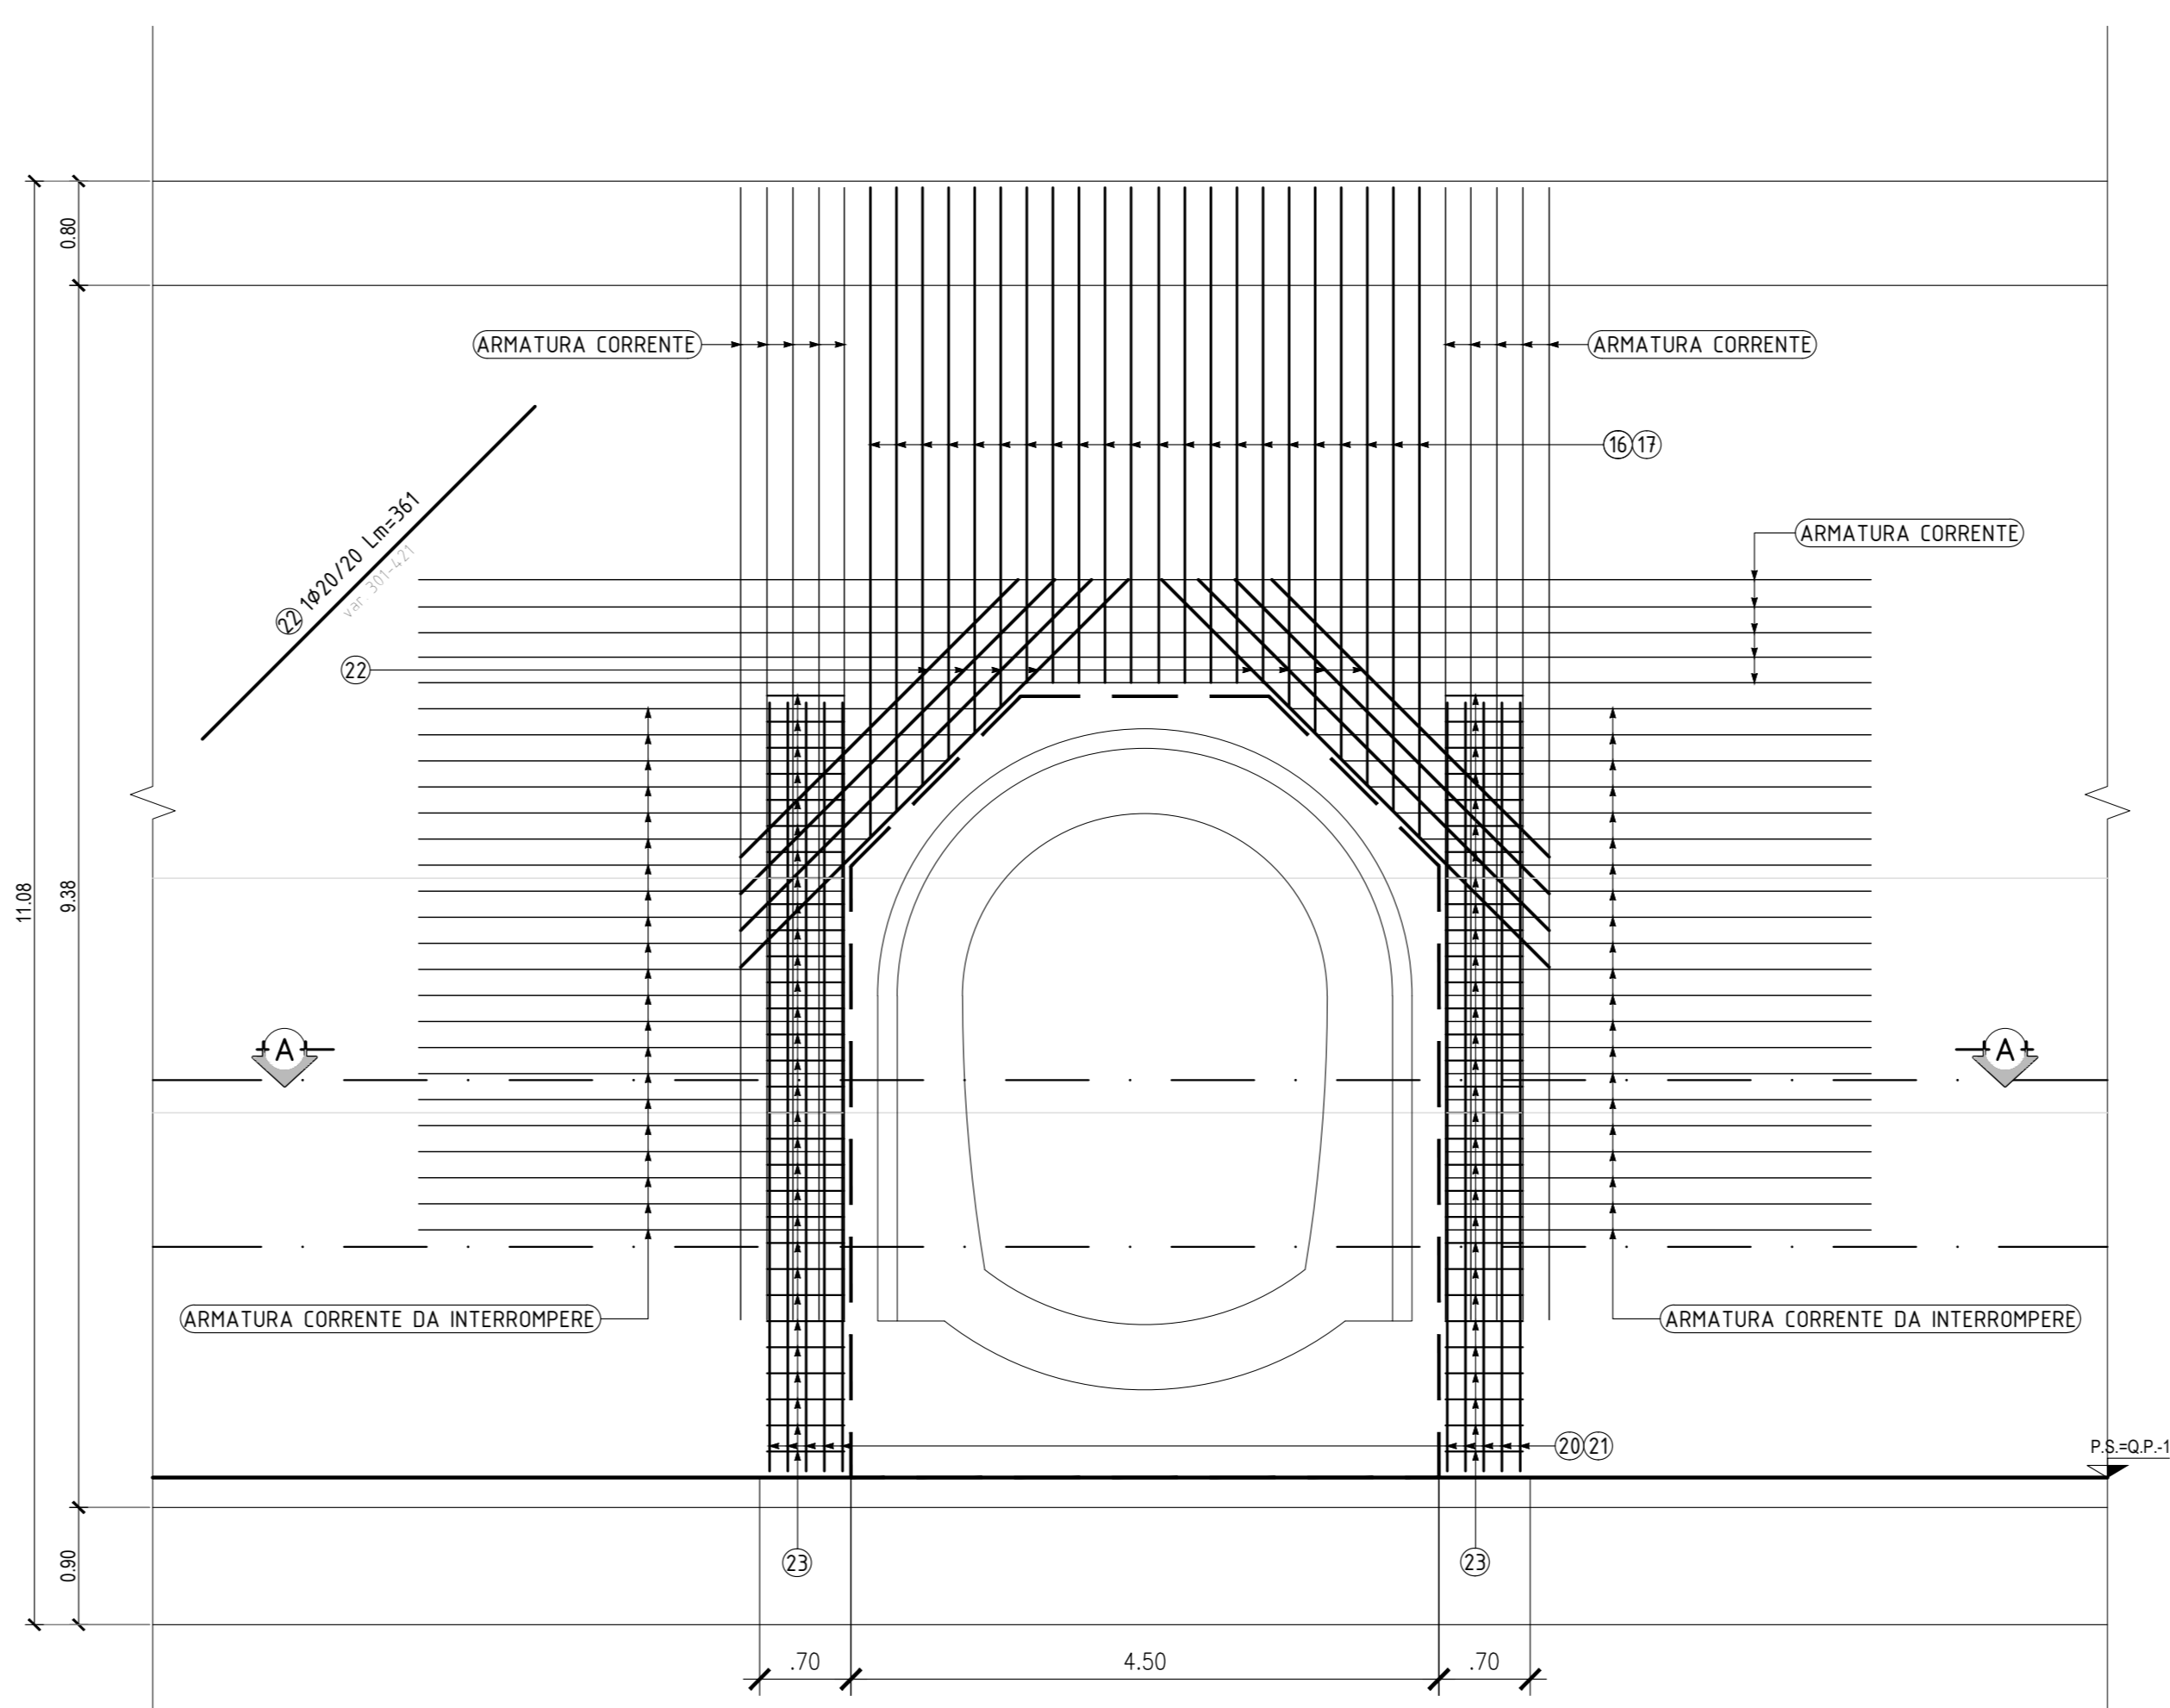 0.80
ARMATURA CORRENTE
ARMATURA CORRENTE
16 17
22 1ϕ20/20 Lm=361
var. 301-421
ARMATURA CORRENTE
22
11.08
9.38
A
A
ARMATURA CORRENTE DA INTERROMPERE
ARMATURA CORRENTE DA INTERROMPERE
20 21
P.S.=Q.P.-1
0.90
23
23
.70
4.50
.70